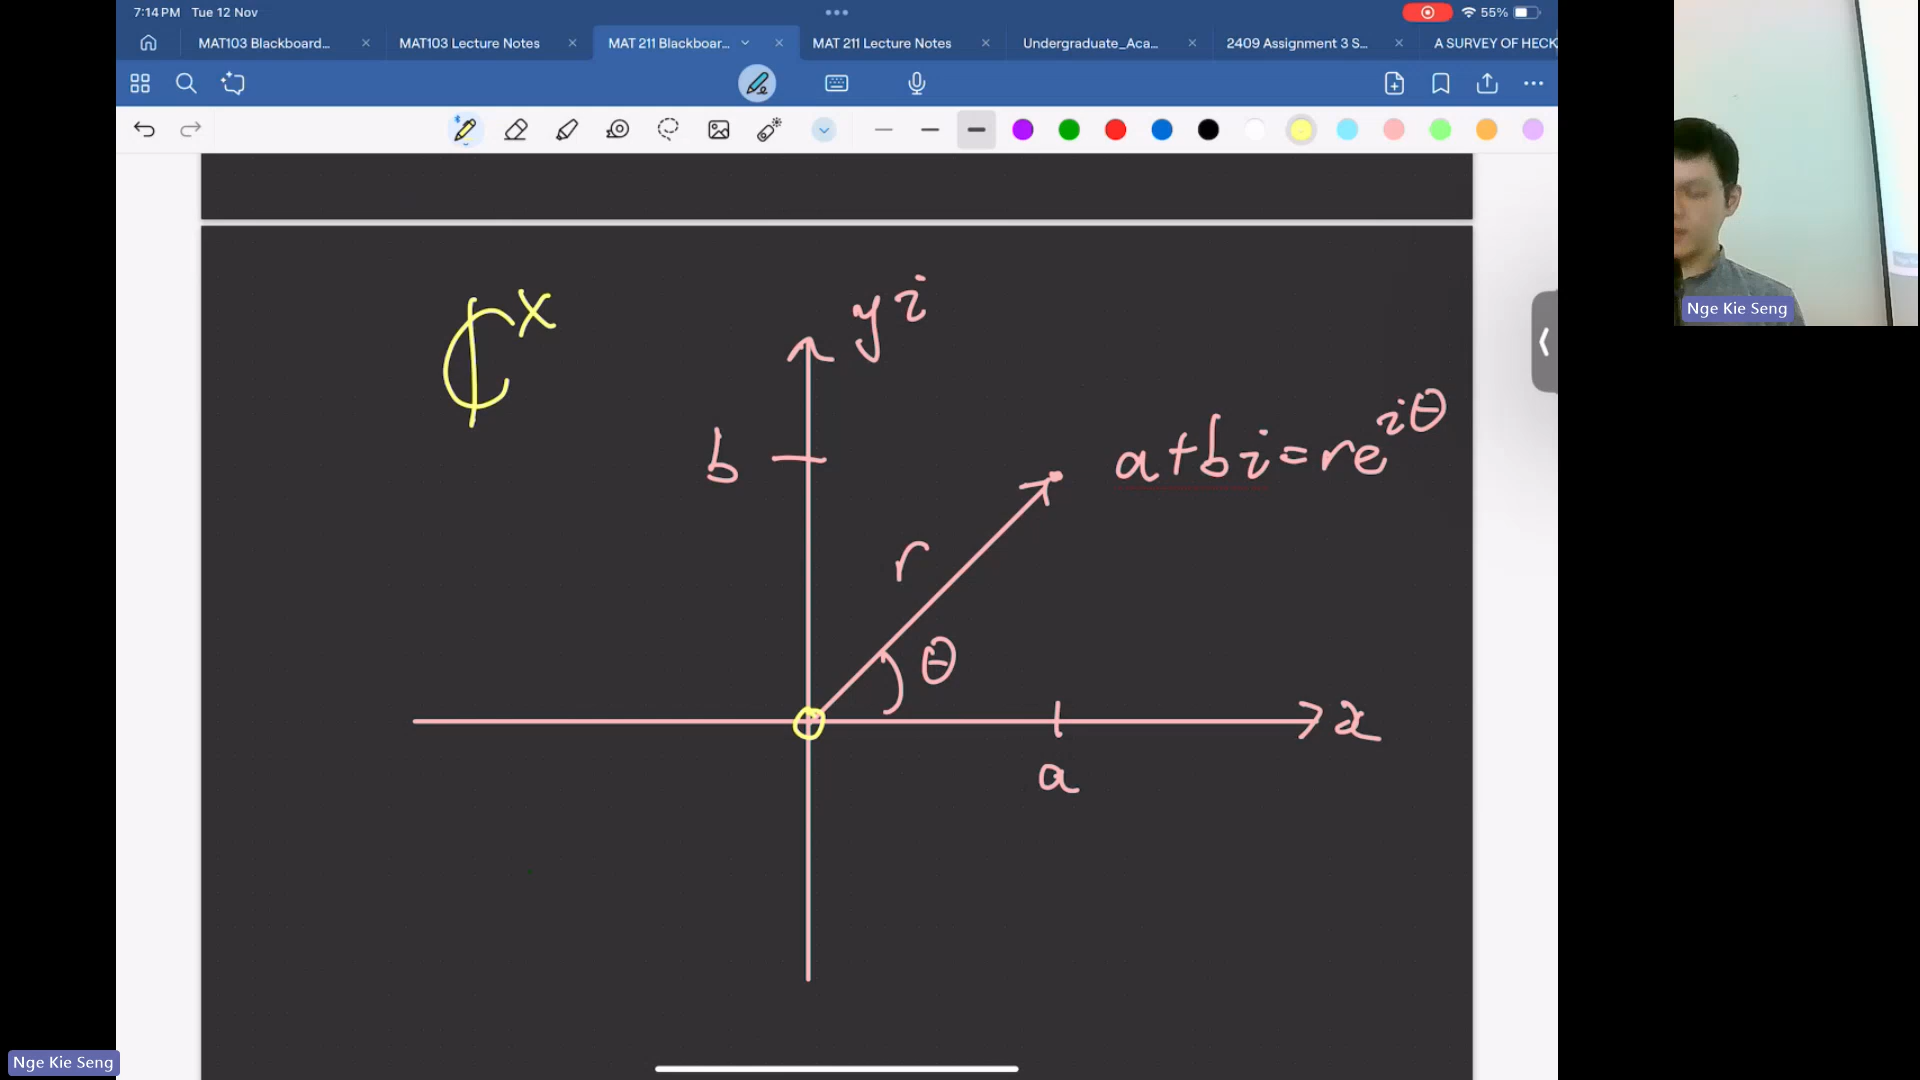 7:14 PM Tue 12 Nov
55%
MAT103 Blackboard...
MAT103 Lecture Notes
MAT 211 Blackboar...
MAT 211 Lecture Notes
Undergraduate_Aca...
2409 Assignment 3 S...
A SURVEY OF HECK
ℂˣ
yi
b
a+bi=re^{iθ}
r
θ
x
a
Nge Kie Seng
Nge Kie Seng